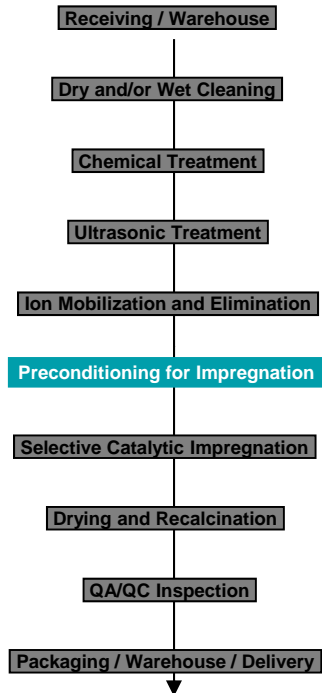 Receiving / Warehouse
Dry and/or Wet Cleaning
Chemical Treatment
Ultrasonic Treatment
Ion Mobilization and Elimination
Preconditioning for Impregnation
Selective Catalytic Impregnation
Drying and Recalcination
QA/QC Inspection
Packaging / Warehouse / Delivery